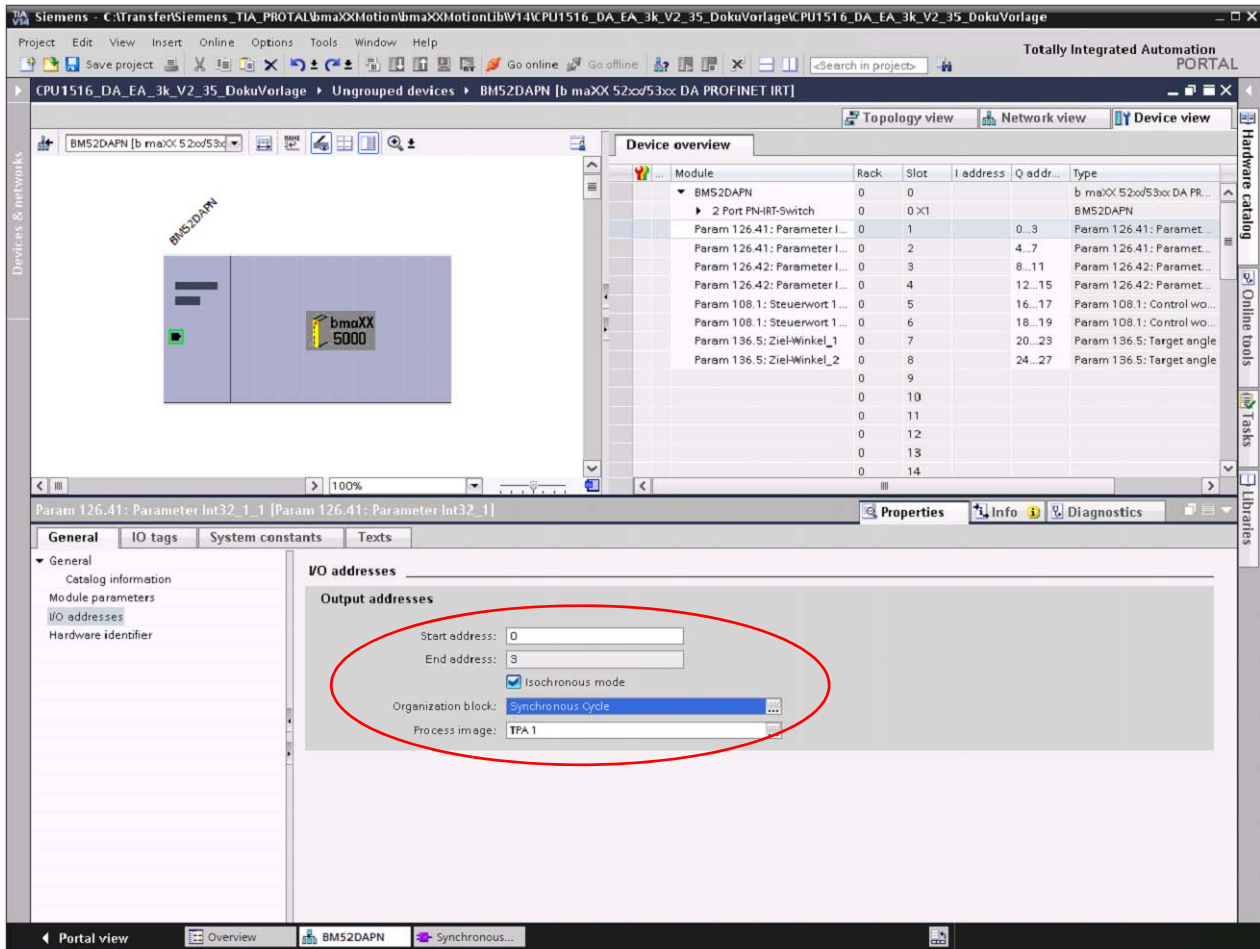 Siemens - C:\Transfer\Siemens_TIA_PROTAL\bmaXXMotion\bmaXXMotionLib\V14\CPU1516_DA_EA_3k_V2_35_DokuVorlage\CPU1516_DA_EA_3k_V2_35_DokuVorlage
Project Edit View Insert Online Options Tools Window Help
Totally Integrated Automation
PORTAL
Save project Go online Go offline <Search in project>
CPU1516_DA_EA_3k_V2_35_DokuVorlage Ungrouped devices BM52DAPN [b maXX 52xx/53xx DA PROFINET IRT]
Topology view Network view Device view
BM52DAPN [b maXX 52xx/53x
Device overview
... Module Rack Slot I address Q addr... Type
BM52DAPN 0 0 b maXX 52xx/53xx DA PR...
2 Port PN-IRT-Switch 0 0 X1 BM52DAPN
Param 126.41: Parameter I... 0 1 0...3 Param 126.41: Paramet...
Param 126.41: Parameter I... 0 2 4...7 Param 126.41: Paramet...
Param 126.42: Parameter I... 0 3 8...11 Param 126.42: Paramet...
Param 126.42: Parameter I... 0 4 12...15 Param 126.42: Paramet...
Param 108.1: Steuerwort 1... 0 5 16...17 Param 108.1: Control wo...
Param 108.1: Steuerwort 1... 0 6 18...19 Param 108.1: Control wo...
Param 136.5: Ziel-Winkel_1 0 7 20...23 Param 136.5: Target angle
Param 136.5: Ziel-Winkel_2 0 8 24...27 Param 136.5: Target angle
0 9
0 10
0 11
0 12
0 13
0 14
BM52DAPN
bmaXX
5000
100%
Devices & networks
Hardware catalog
Online tools
Tasks
Libraries
Param 126.41: Parameter Int32_1_1 [Param 126.41: Parameter Int32_1]
Properties Info Diagnostics
General IO tags System constants Texts
General
Catalog information
Module parameters
I/O addresses
Hardware identifier
I/O addresses
Output addresses
Start address: 0
End address: 3
Isochronous mode
Organization block: Synchronous Cycle ...
Process image: TPA 1 ...
Portal view Overview BM52DAPN Synchronous...